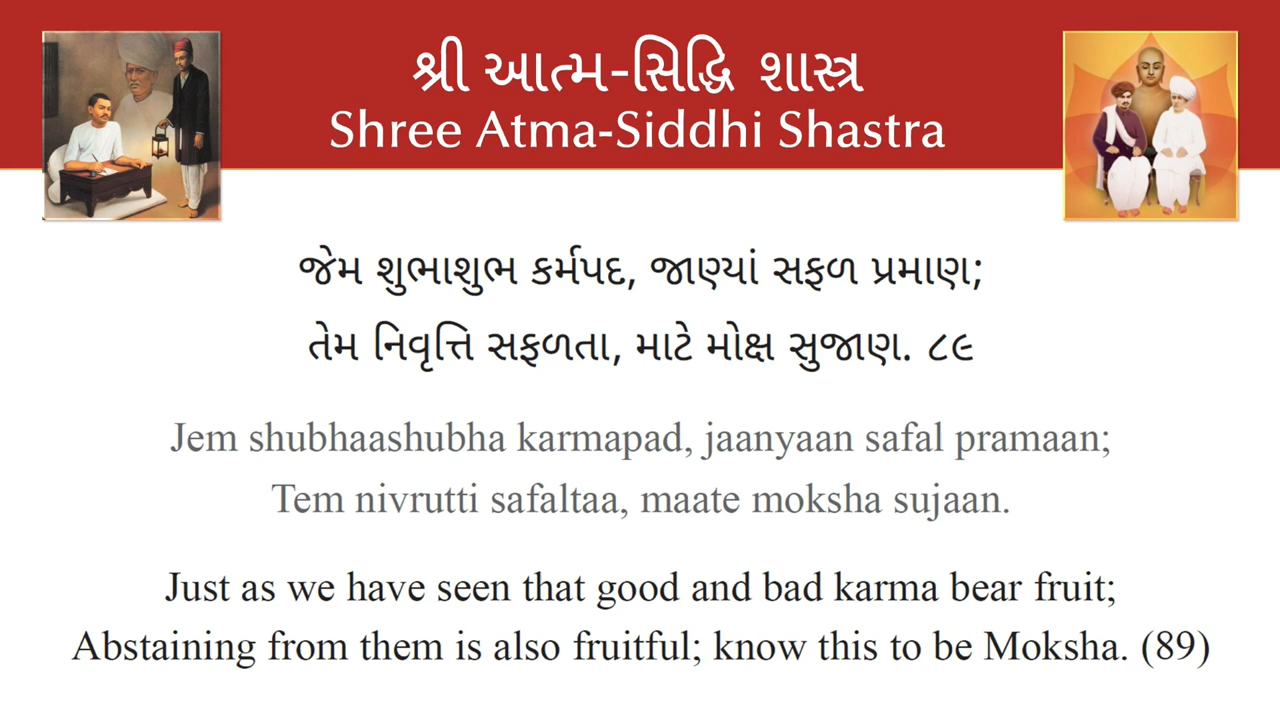 શ્રી આત્મ-સિદ્ધિ શાસ્ત્ર
Shree Atma-Siddhi Shastra
જેમ શુભાશુભ કર્મપદ, જાણ્યાં સફળ પ્રમાણ;
તેમ નિવૃત્તિ સફળતા, માટે મોક્ષ સુજાણ. ૮૯
Jem shubhaashubha karmapad, jaanyaan safal pramaan;
Tem nivrutti safaltaa, maate moksha sujaan.
Just as we have seen that good and bad karma bear fruit;
Abstaining from them is also fruitful; know this to be Moksha. (89)